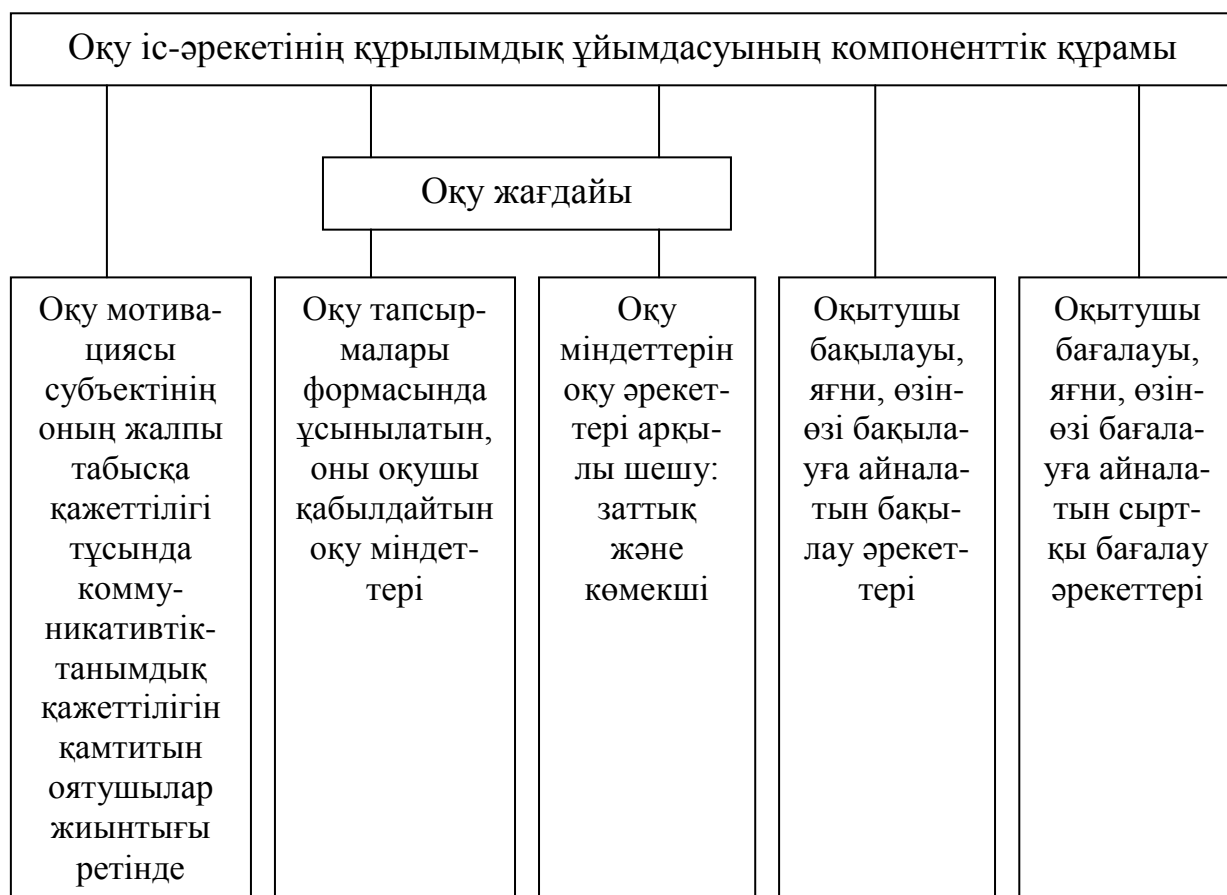 Оқу іс-әрекетінің құрылымдық ұйымдасуының компоненттік құрамы
Оқу жағдайы
Оқу мотива-
циясы
субъектінің
оның жалпы
табысқа
қажеттілігі
тұсында
комму-
никативтік-
танымдық
қажеттілігін
қамтитын
оятушылар
жиынтығы
ретінде
Оқу тапсыр-
малары
формасында
ұсынылатын,
оны оқушы
қабылдайтын
оқу міндет-
тері
Оқу
міндеттерін
оқу әрекет-
тері арқы-
лы шешу:
заттық
және
көмекші
Оқытушы
бақылауы,
яғни, өзін-
өзі бақыла-
уға айнала-
тын бақы-
лау әрекет-
тері
Оқытушы
бағалауы,
яғни, өзін-
өзі бағала-
уға айнала-
тын сырт-
қы бағалау
әрекеттері